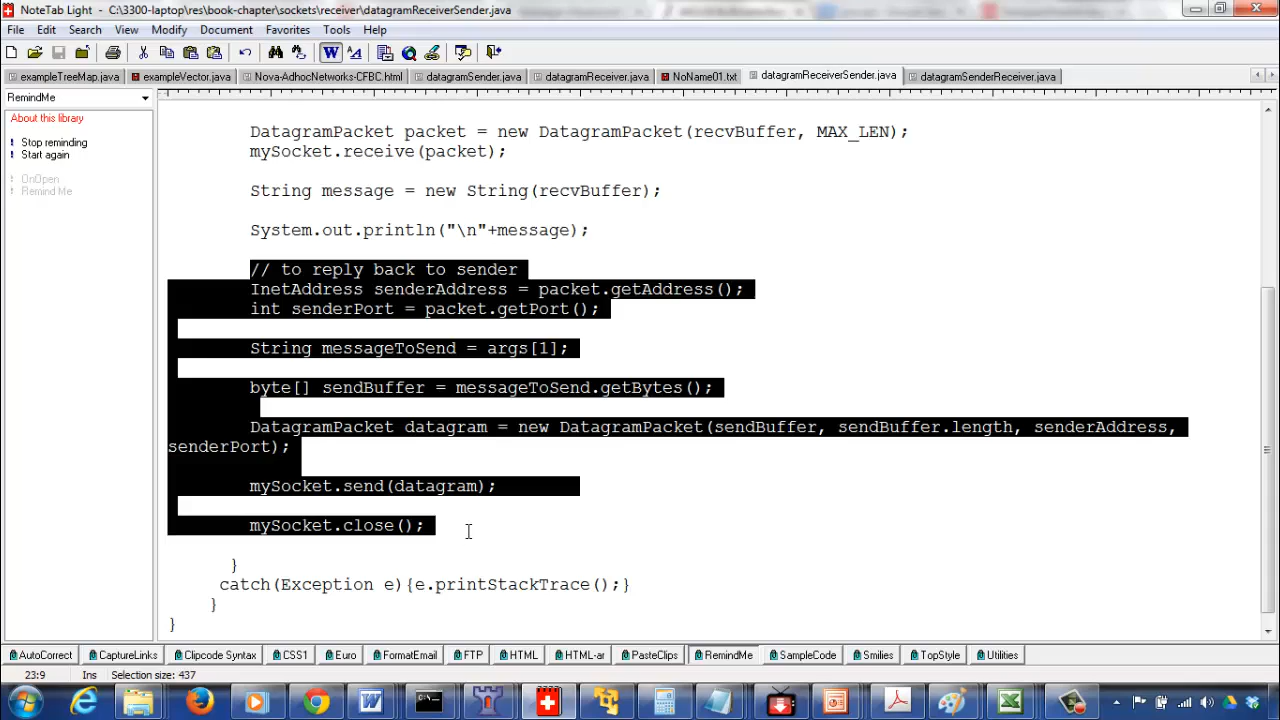 NoteTab Light - C:\3300-laptop\res\book-chapter\sockets\receiver\datagramReceiverSender.java
File Edit Search View Modify Document Favorites Tools Help
exampleTreeMap.java exampleVector.java Nova-AdhocNetworks-CFBC.html datagramSender.java datagramReceiver.java NoName01.txt datagramReceiverSender.java datagramSenderReceiver.java
RemindMe
About this library
! Stop reminding
! Start again
! OnOpen
! Remind Me
DatagramPacket packet = new DatagramPacket(recvBuffer, MAX_LEN);
mySocket.receive(packet);
String message = new String(recvBuffer);
System.out.println("\n"+message);
// to reply back to sender
InetAddress senderAddress = packet.getAddress();
int senderPort = packet.getPort();
String messageToSend = args[1];
byte[] sendBuffer = messageToSend.getBytes();
DatagramPacket datagram = new DatagramPacket(sendBuffer, sendBuffer.length, senderAddress,
senderPort);
mySocket.send(datagram);
mySocket.close();
}
catch(Exception e){e.printStackTrace();}
}
}
AutoCorrect CaptureLinks Clipcode Syntax CSS1 Euro FormatEmail FTP HTML HTML-ar PasteClips RemindMe SampleCode Smilies TopStyle Utilities
23:9 Ins Selection size: 437